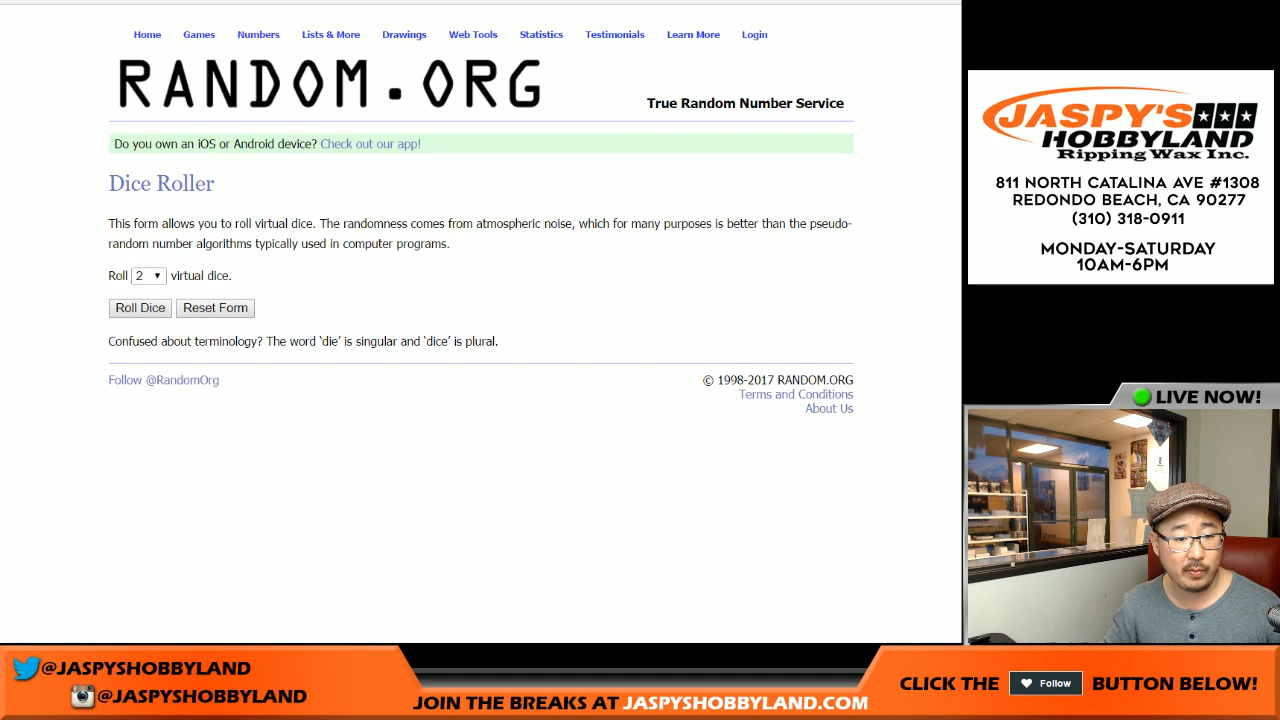 Home Games Numbers Lists & More Drawings Web Tools Statistics Testimonials Learn More Login
RANDOM.ORG
True Random Number Service
Do you own an iOS or Android device? Check out our app!
Dice Roller
This form allows you to roll virtual dice. The randomness comes from atmospheric noise, which for many purposes is better than the pseudo-
random number algorithms typically used in computer programs.
Roll 2 virtual dice.
Roll Dice Reset Form
Confused about terminology? The word ‘die’ is singular and ‘dice’ is plural.
Follow @RandomOrg
© 1998-2017 RANDOM.ORG
Terms and Conditions
About Us
JASPY'S
HOBBYLAND
Ripping Wax Inc.
811 NORTH CATALINA AVE #1308
REDONDO BEACH, CA 90277
(310) 318-0911
MONDAY-SATURDAY
10AM-6PM
LIVE NOW!
@JASPYSHOBBYLAND
@JASPYSHOBBYLAND
JOIN THE BREAKS AT JASPYSHOBBYLAND.COM
CLICK THE Follow BUTTON BELOW!